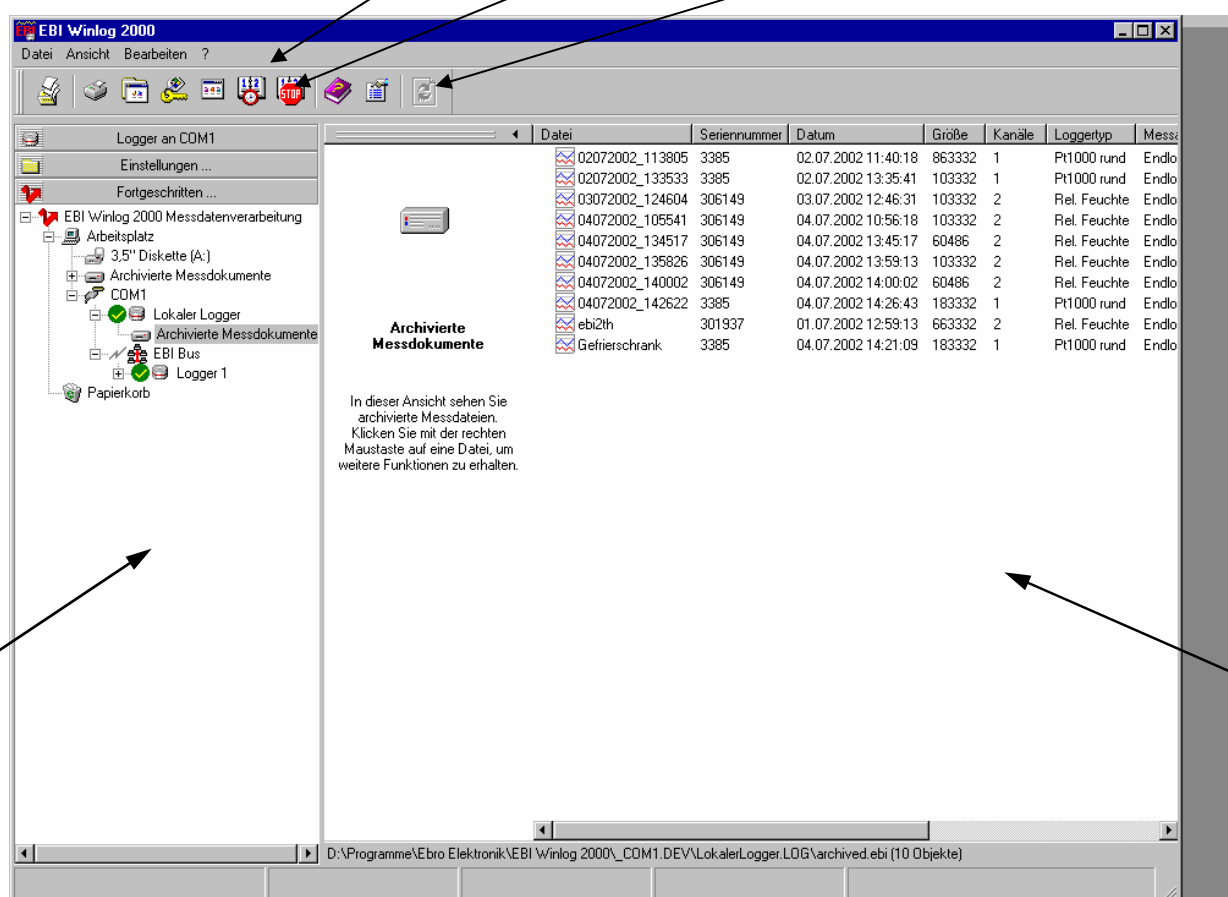 EBI Winlog 2000
Datei Ansicht Bearbeiten ?
STOP
Logger an COM1
Einstellungen ...
Fortgeschritten ...
EBI Winlog 2000 Messdatenverarbeitung
Arbeitsplatz
3,5" Diskette (A:)
Archivierte Messdokumente
COM1
Lokaler Logger
Archivierte Messdokumente
EBI Bus
Logger 1
Papierkorb
Archivierte
Messdokumente
In dieser Ansicht sehen Sie
archivierte Messdateien.
Klicken Sie mit der rechten
Maustaste auf eine Datei, um
weitere Funktionen zu erhalten.
Datei Seriennummer Datum Größe Kanäle Loggertyp Messa
02072002_113805 3385 02.07.2002 11:40:18 863332 1 Pt1000 rund Endlo
02072002_133533 3385 02.07.2002 13:35:41 103332 1 Pt1000 rund Endlo
03072002_124604 306149 03.07.2002 12:46:31 103332 2 Rel. Feuchte Endlo
04072002_105541 306149 04.07.2002 10:56:18 103332 2 Rel. Feuchte Endlo
04072002_134517 306149 04.07.2002 13:45:17 60486 2 Rel. Feuchte Endlo
04072002_135826 306149 04.07.2002 13:59:13 103332 2 Rel. Feuchte Endlo
04072002_140002 306149 04.07.2002 14:00:02 60486 2 Rel. Feuchte Endlo
04072002_142622 3385 04.07.2002 14:26:43 183332 1 Pt1000 rund Endlo
ebi2th 301937 01.07.2002 12:59:13 663332 2 Rel. Feuchte Endlo
Gefrierschrank 3385 04.07.2002 14:21:09 183332 1 Pt1000 rund Endlo
D:\Programme\Ebro Elektronik\EBI Winlog 2000\_COM1.DEV\LokalerLogger.LOG\archived.ebi (10 Objekte)